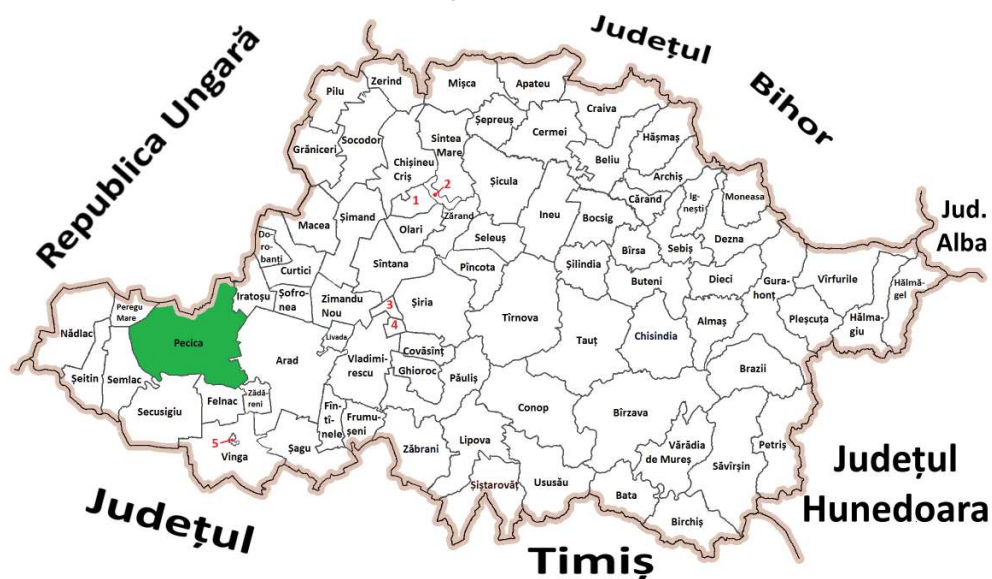 Republica Ungară
Județul
Bihor
Jud.
Alba
Județul
Hunedoara
Județul
Timiș
Pilu
Zerind
Mișca
Apateu
Craiva
Șepreuș
Cermei
Hășmaș
Grăniceri
Socodor
Chișineu
Criș
Sintea
Mare
Beliu
Archiș
Șicula
1
2
Cărand
Ig-
nești
Moneasa
Macea
Șimand
Zărand
Olari
Seleuș
Ineu
Bocsig
Do-
robanți
Curtici
Sîntana
Pîncota
Șilindia
Bîrsa
Sebiș
Dezna
Buteni
Dieci
Gura-
honț
Vîrfurile
Hălmă-
gel
Hălma-
giu
Pleșcuța
Iratoșu
Șofro-
nea
Zimandu
Nou
3
4
Șiria
Tîrnova
Tauț
Chisindia
Almaș
Nădlac
Peregu
Mare
Pecica
Livada
Arad
Vladimi-
rescu
Covăsinț
Ghioroc
Păuliș
Brazii
Șeitin
Semlac
Secusigiu
Felnac
Zădă-
reni
Fîn-
tî-
nele
Frumu-
șeni
Conop
Bîrzava
5
Vinga
Șagu
Zăbrani
Lipova
Vărădia
de Mureș
Săvîrșin
Petriș
Șiștarovăț
Ususău
Bata
Birchiș